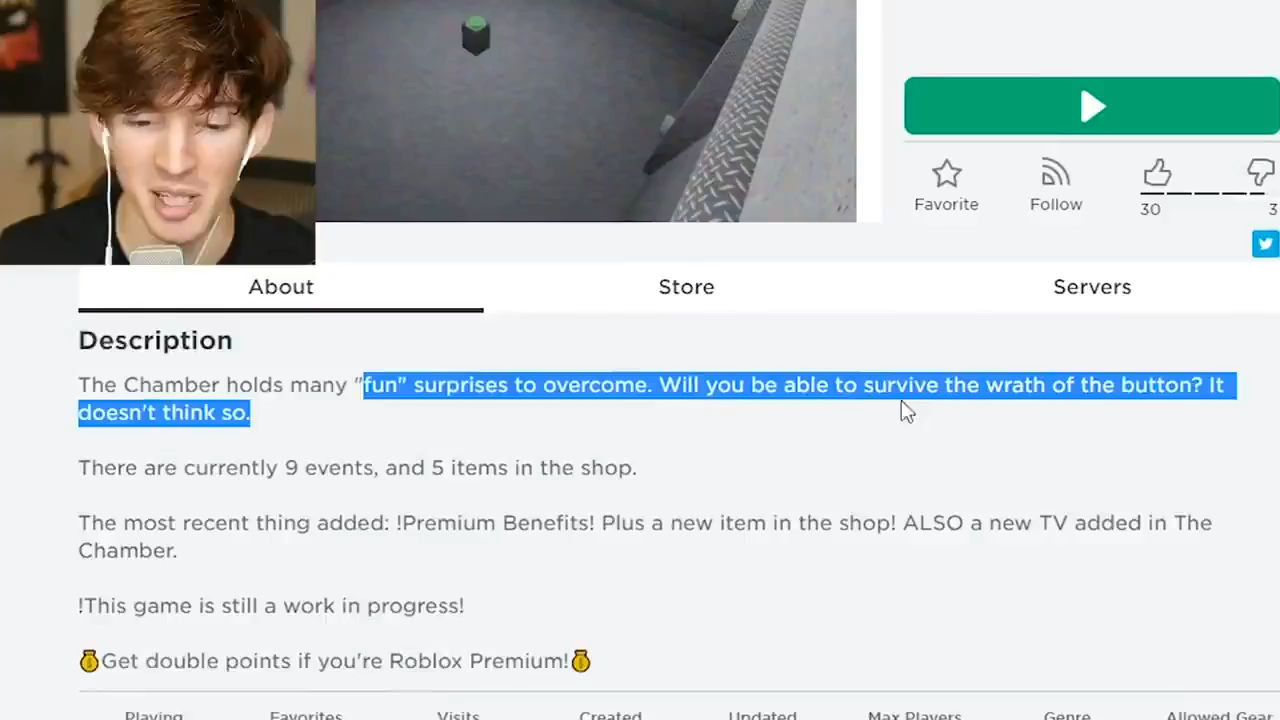 Favorite
Follow
30
3
About
Store
Servers
Description
The Chamber holds many "fun" surprises to overcome. Will you be able to survive the wrath of the button? It
doesn't think so.
There are currently 9 events, and 5 items in the shop.
The most recent thing added: !Premium Benefits! Plus a new item in the shop! ALSO a new TV added in The
Chamber.
!This game is still a work in progress!
💰Get double points if you're Roblox Premium!💰
Playing Favorites Visits Created Updated Max Players Genre Allowed Gear